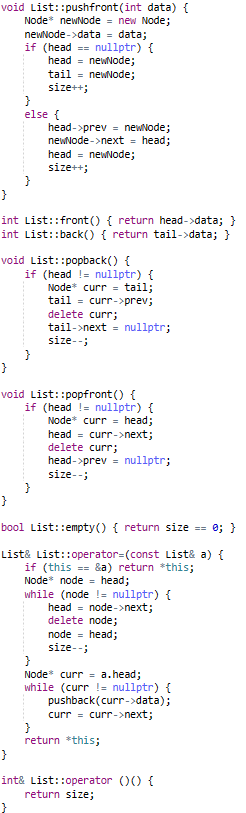 void List::pushfront(int data) {
    Node* newNode = new Node;
    newNode->data = data;
    if (head == nullptr) {
        head = newNode;
        tail = newNode;
        size++;
    }
    else {
        head->prev = newNode;
        newNode->next = head;
        head = newNode;
        size++;
    }
}

int List::front() { return head->data; }
int List::back() { return tail->data; }

void List::popback() {
    if (head != nullptr) {
        Node* curr = tail;
        tail = curr->prev;
        delete curr;
        tail->next = nullptr;
        size--;
    }
}

void List::popfront() {
    if (head != nullptr) {
        Node* curr = head;
        head = curr->next;
        delete curr;
        head->prev = nullptr;
        size--;
    }
}

bool List::empty() { return size == 0; }

List& List::operator=(const List& a) {
    if (this == &a) return *this;
    Node* node = head;
    while (node != nullptr) {
        head = node->next;
        delete node;
        node = head;
        size--;
    }
    Node* curr = a.head;
    while (curr != nullptr) {
        pushback(curr->data);
        curr = curr->next;
    }
    return *this;
}

int& List::operator ()() {
    return size;
}